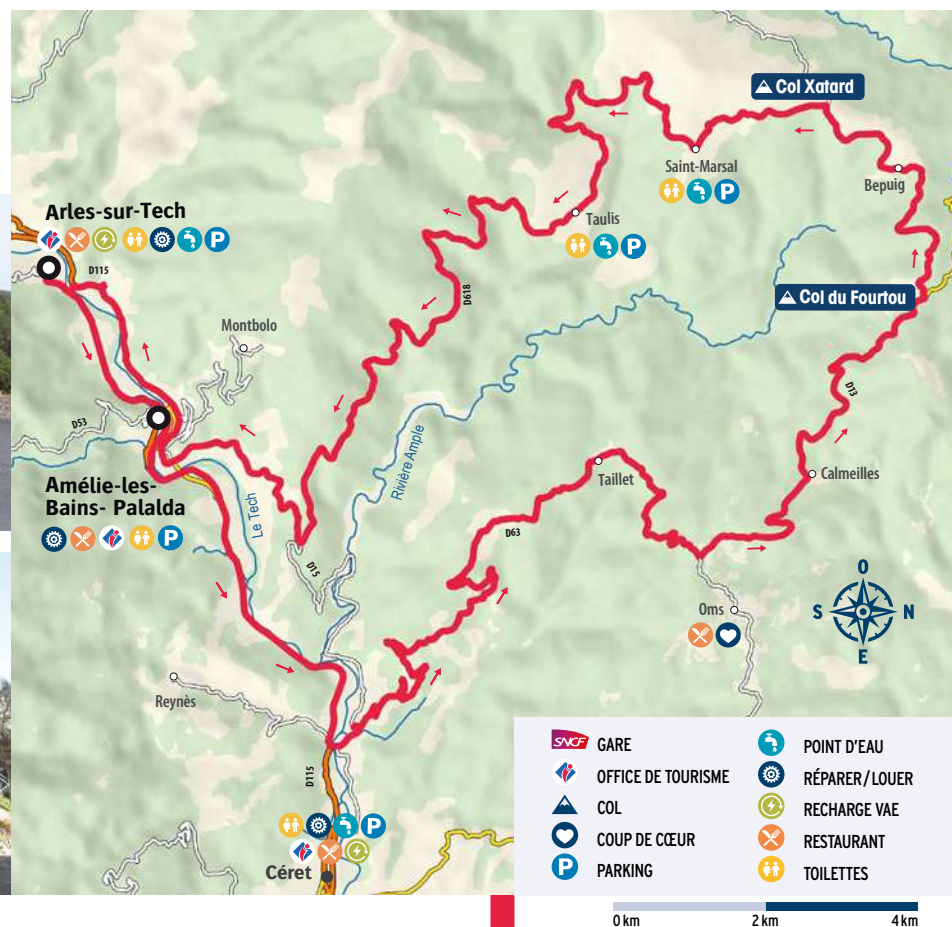 Col Xatard
Saint-Marsal
P
Bepuig
Arles-sur-Tech
P
D115
Taulis
P
D618
Col du Fourtou
Montbolo
D53
D13
Rivière Ample
Taillet
Calmeilles
Amélie-les-
Bains- Palalda
P
Le Tech
D63
D15
O
S N
E
Oms
Reynès
D115
P
Céret
SNCF GARE
OFFICE DE TOURISME
COL
COUP DE CŒUR
P PARKING
POINT D'EAU
RÉPARER/LOUER
RECHARGE VAE
RESTAURANT
TOILETTES
0 km 2 km 4 km